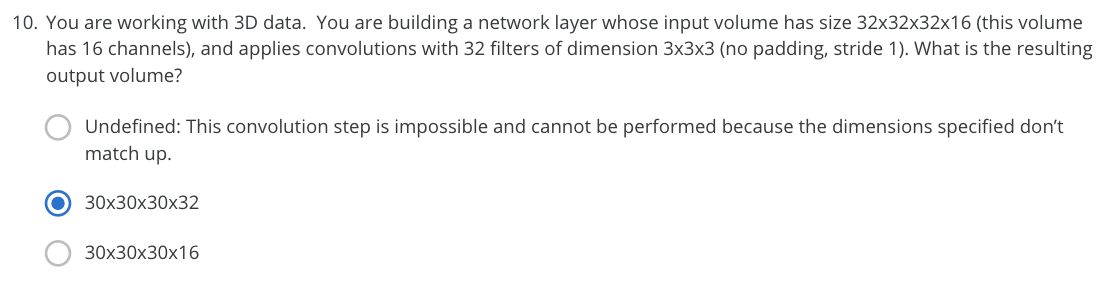 10. You are working with 3D data.  You are building a network layer whose input volume has size 32x32x32x16 (this volume
has 16 channels), and applies convolutions with 32 filters of dimension 3x3x3 (no padding, stride 1). What is the resulting
output volume?
Undefined: This convolution step is impossible and cannot be performed because the dimensions specified don’t
match up.
30x30x30x32
30x30x30x16